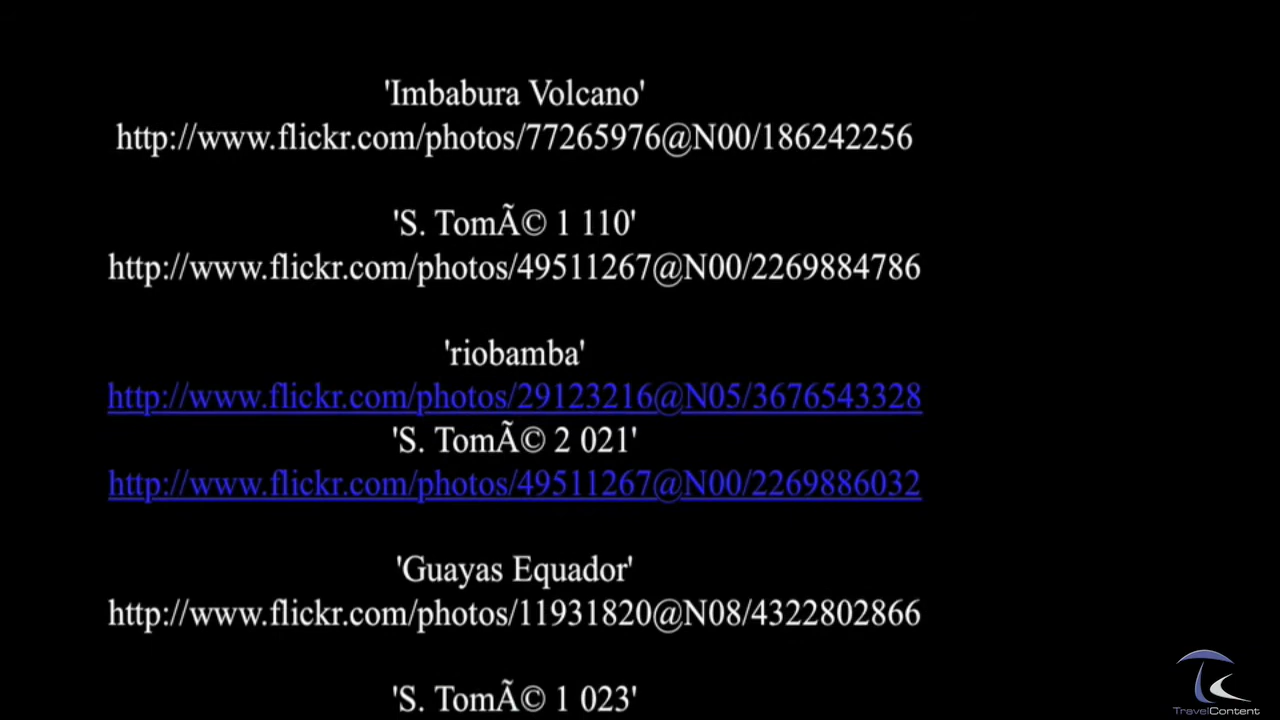 'Imbabura Volcano'
http://www.flickr.com/photos/77265976@N00/186242256
'S. TomÃ© 1 110'
http://www.flickr.com/photos/49511267@N00/2269884786
'riobamba'
http://www.flickr.com/photos/29123216@N05/3676543328
'S. TomÃ© 2 021'
http://www.flickr.com/photos/49511267@N00/2269886032
'Guayas Equador'
http://www.flickr.com/photos/11931820@N08/4322802866
'S. TomÃ© 1 023'
TravelContent